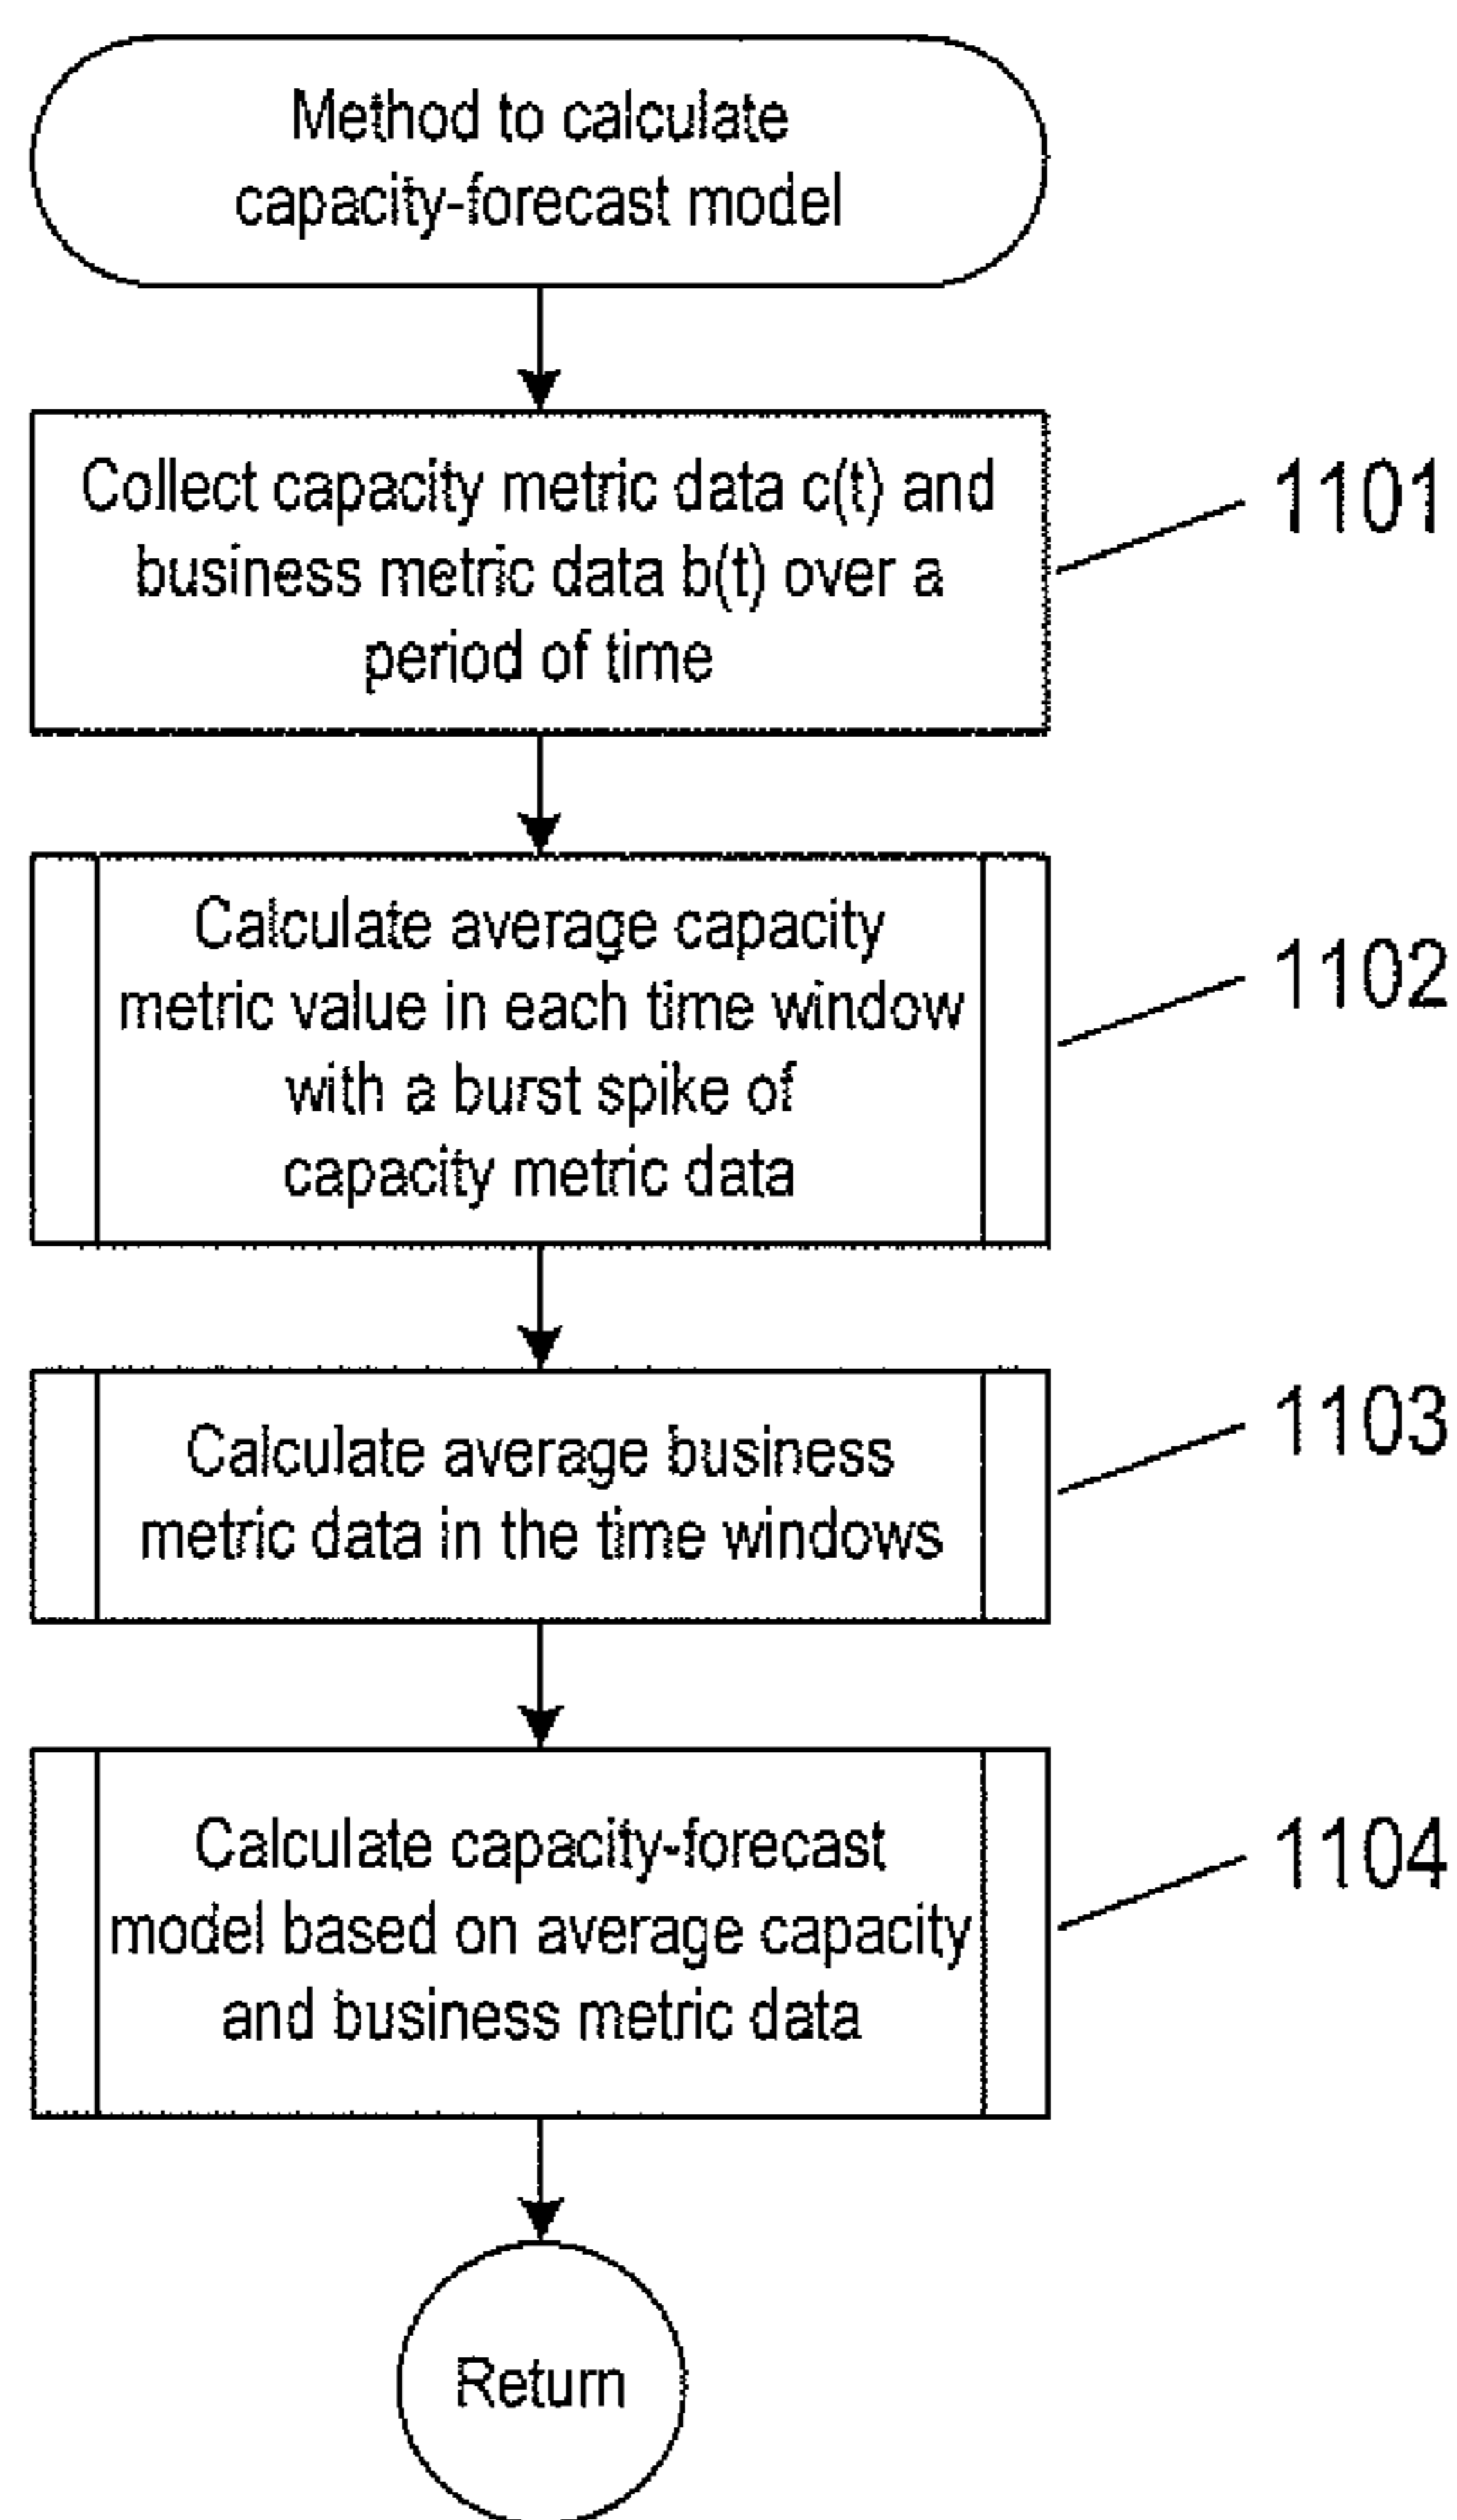 Method to calculate
capacity-forecast model
Collect capacity metric data c(t) and
business metric data b(t) over a
period of time
1101
Calculate average capacity
metric value in each time window
with a burst spike of
capacity metric data
1102
Calculate average business
metric data in the time windows
1103
Calculate capacity-forecast
model based on average capacity
and business metric data
1104
Return